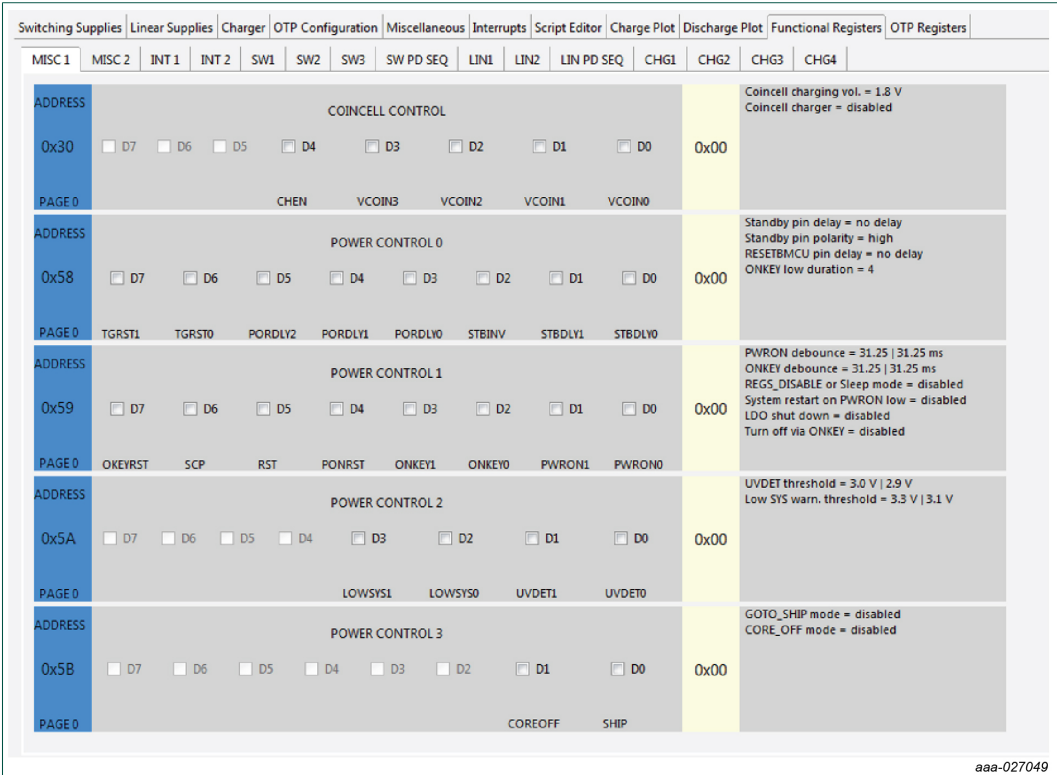 Switching Supplies Linear Supplies Charger OTP Configuration Miscellaneous Interrupts Script Editor Charge Plot Discharge Plot Functional Registers OTP Registers
MISC 1 MISC 2 INT 1 INT 2 SW1 SW2 SW3 SW PD SEQ LIN1 LIN2 LIN PD SEQ CHG1 CHG2 CHG3 CHG4
ADDRESS
0x30
PAGE 0
COINCELL CONTROL
D7 D6 D5 D4 D3 D2 D1 D0
CHEN VCOIN3 VCOIN2 VCOIN1 VCOIN0
0x00
Coincell charging vol. = 1.8 V
Coincell charger = disabled
ADDRESS
0x58
PAGE 0
POWER CONTROL 0
D7 D6 D5 D4 D3 D2 D1 D0
TGRST1 TGRST0 PORDLY2 PORDLY1 PORDLY0 STBINV STBDLY1 STBDLY0
0x00
Standby pin delay = no delay
Standby pin polarity = high
RESETBMCU pin delay = no delay
ONKEY low duration = 4
ADDRESS
0x59
PAGE 0
POWER CONTROL 1
D7 D6 D5 D4 D3 D2 D1 D0
OKEYRST SCP RST PONRST ONKEY1 ONKEY0 PWRON1 PWRON0
0x00
PWRON debounce = 31.25 | 31.25 ms
ONKEY debounce = 31.25 | 31.25 ms
REGS_DISABLE or Sleep mode = disabled
System restart on PWRON low = disabled
LDO shut down = disabled
Turn off via ONKEY = disabled
ADDRESS
0x5A
PAGE 0
POWER CONTROL 2
D7 D6 D5 D4 D3 D2 D1 D0
LOWSYS1 LOWSYS0 UVDET1 UVDET0
0x00
UVDET threshold = 3.0 V | 2.9 V
Low SYS warn. threshold = 3.3 V | 3.1 V
ADDRESS
0x5B
PAGE 0
POWER CONTROL 3
D7 D6 D5 D4 D3 D2 D1 D0
COREOFF SHIP
0x00
GOTO_SHIP mode = disabled
CORE_OFF mode = disabled
aaa-027049